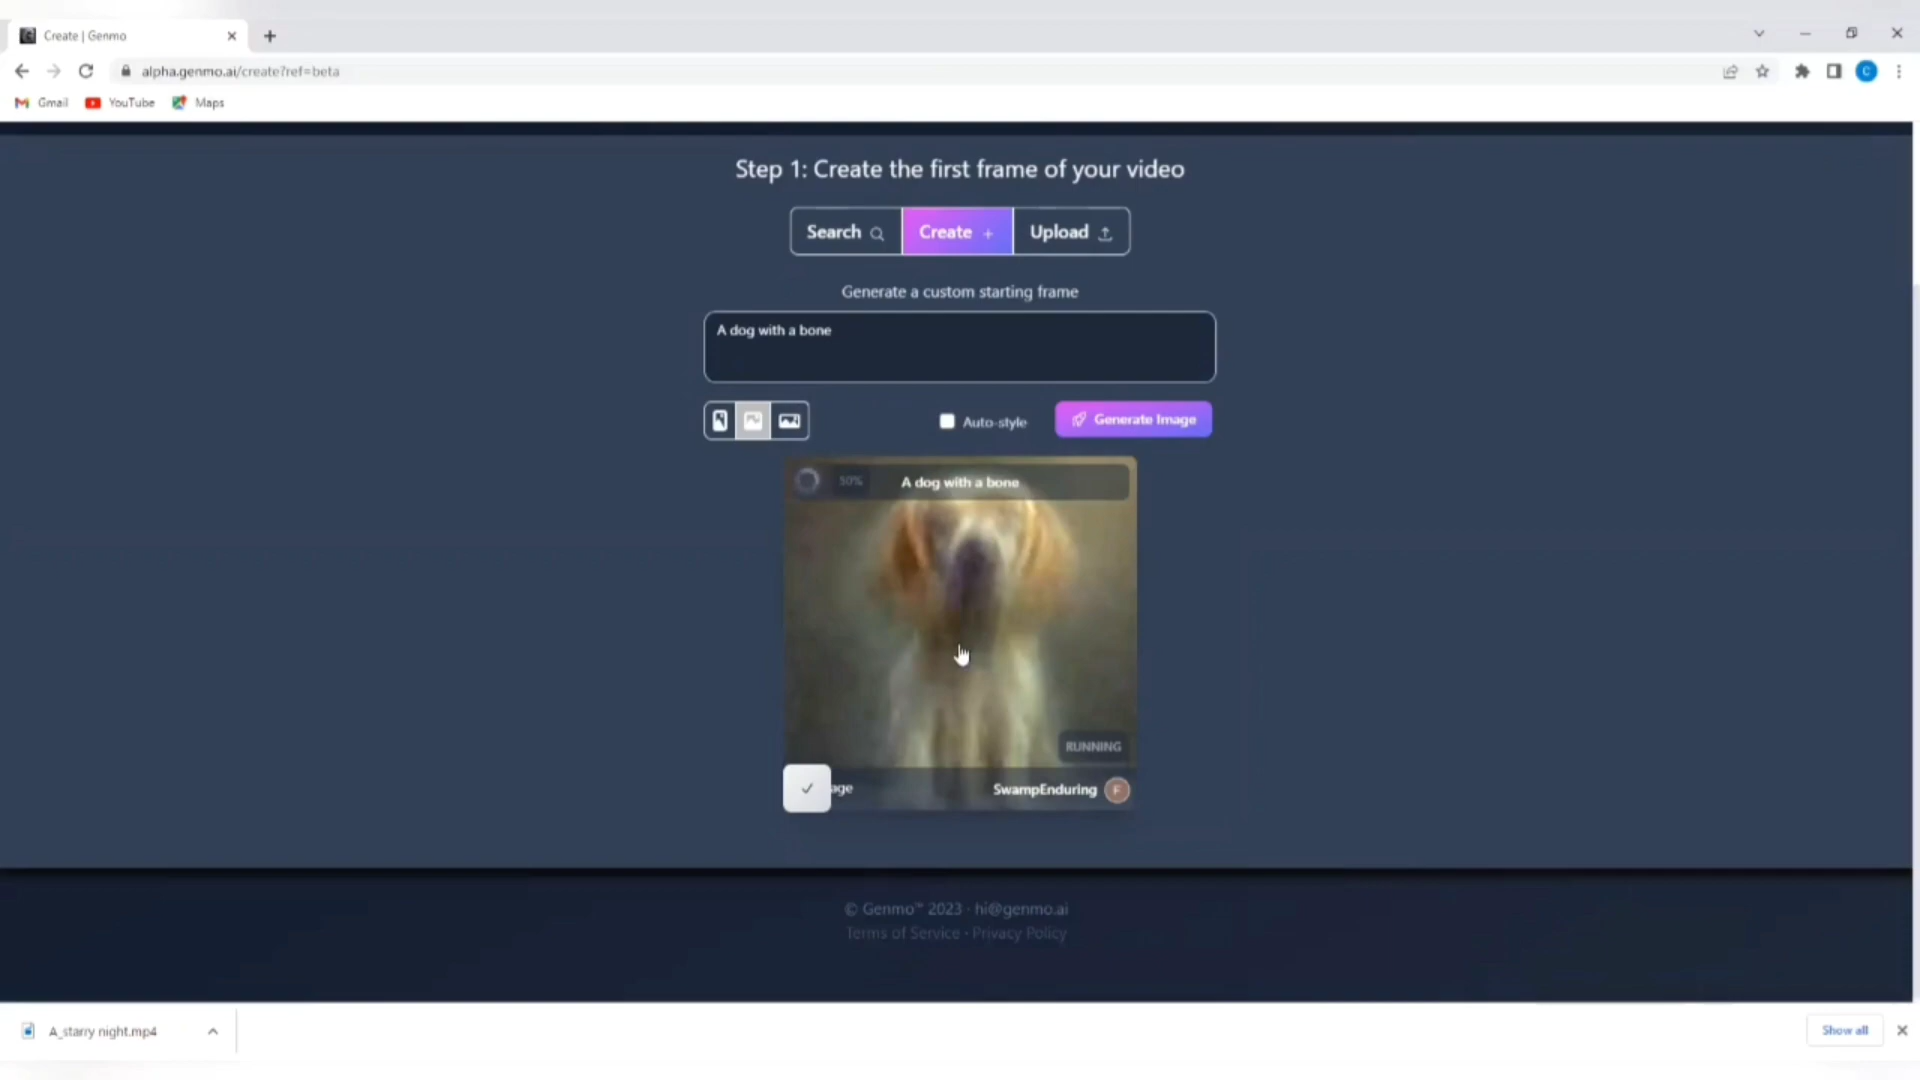 Create | Genmo
alpha.genmo.ai/create?ref=beta
C
Gmail YouTube Maps
Step 1: Create the first frame of your video
Search Create + Upload
Generate a custom starting frame
A dog with a bone
Auto-style Generate Image
50% A dog with a bone
RUNNING
age SwampEnduring F
© Genmo™ 2023 · hi@genmo.ai
Terms of Service · Privacy Policy
A_starry night.mp4 Show all